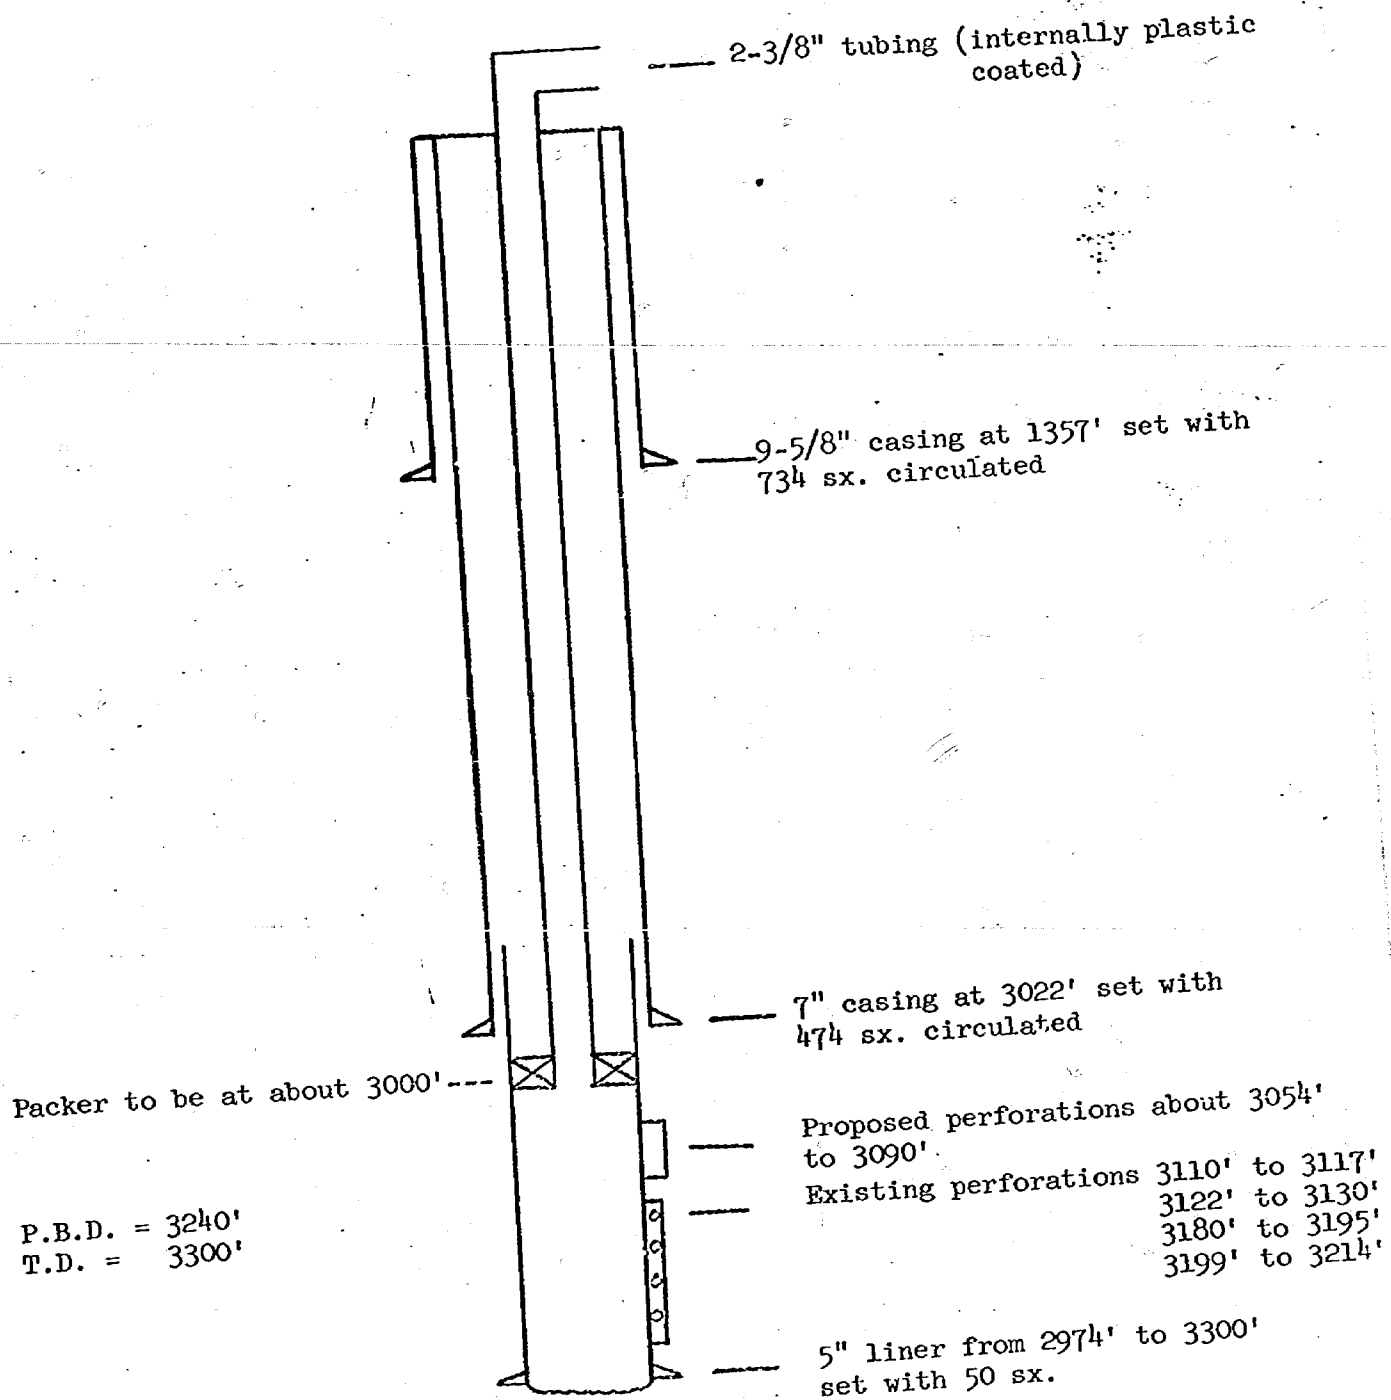 2-3/8" tubing (internally plastic
coated)
9-5/8" casing at 1357' set with
734 sx. circulated
7" casing at 3022' set with
474 sx. circulated
Packer to be at about 3000'---
Proposed perforations about 3054'
to 3090'
Existing perforations 3110' to 3117'
3122' to 3130'
3180' to 3195'
3199' to 3214'
P.B.D. = 3240'
T.D. = 3300'
5" liner from 2974' to 3300'
set with 50 sx.